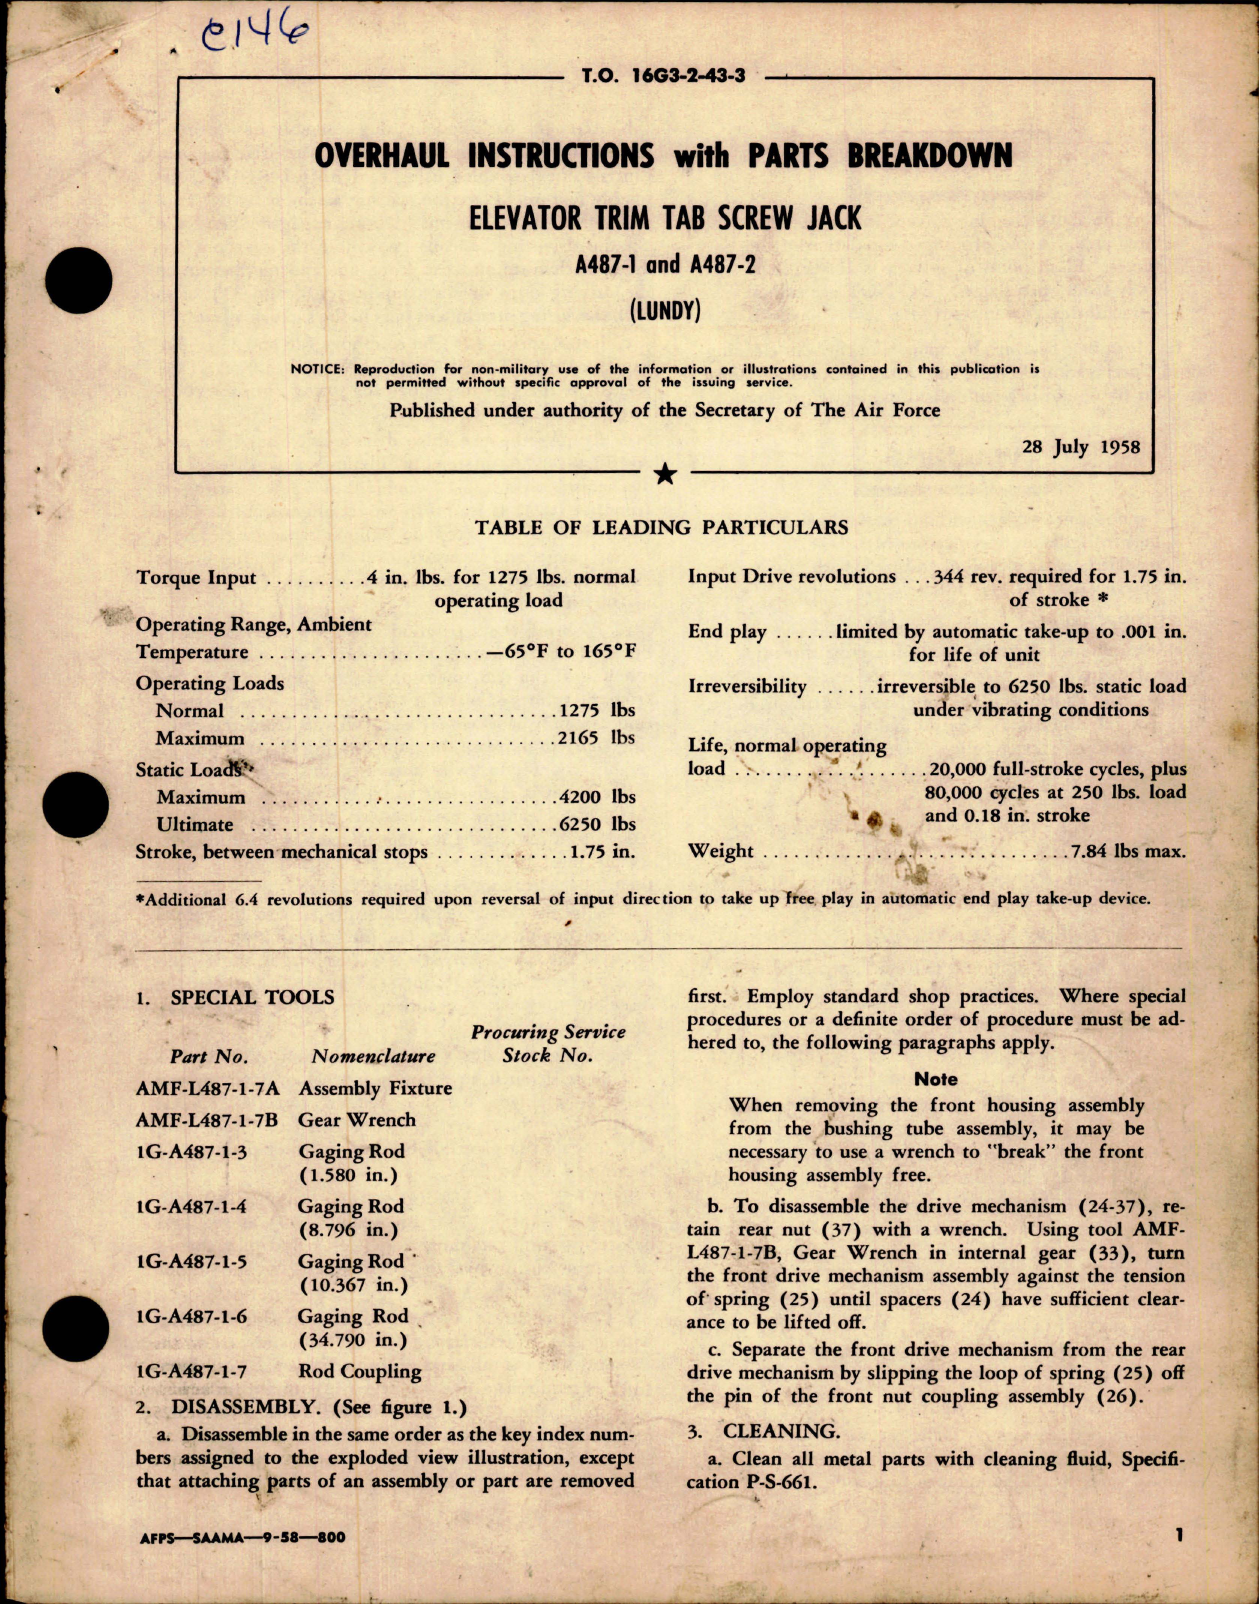 C146
T.O. 16G3-2-43-3
OVERHAUL INSTRUCTIONS with PARTS BREAKDOWN
ELEVATOR TRIM TAB SCREW JACK
A487-1 and A487-2
(LUNDY)
NOTICE: Reproduction for non-military use of the information or illustrations contained in this publication is
not permitted without specific approval of the issuing service.
Published under authority of the Secretary of The Air Force
28 July 1958
TABLE OF LEADING PARTICULARS
Torque Input ..........4 in. lbs. for 1275 lbs. normal
operating load
Operating Range, Ambient
Temperature ......................—65°F to 165°F
Operating Loads
Normal ..............................1275 lbs
Maximum ............................2165 lbs
Static Loads
Maximum ............................4200 lbs
Ultimate .............................6250 lbs
Stroke, between mechanical stops .............1.75 in.
Input Drive revolutions ...344 rev. required for 1.75 in.
of stroke *
End play ......limited by automatic take-up to .001 in.
for life of unit
Irreversibility ......irreversible to 6250 lbs. static load
under vibrating conditions
Life, normal operating
load ...................20,000 full-stroke cycles, plus
80,000 cycles at 250 lbs. load
and 0.18 in. stroke
Weight ..............................7.84 lbs max.
*Additional 6.4 revolutions required upon reversal of input direction to take up free play in automatic end play take-up device.
1. SPECIAL TOOLS
Procuring Service
Part No. Nomenclature Stock No.
AMF-L487-1-7A Assembly Fixture
AMF-L487-1-7B Gear Wrench
1G-A487-1-3 Gaging Rod
(1.580 in.)
1G-A487-1-4 Gaging Rod
(8.796 in.)
1G-A487-1-5 Gaging Rod
(10.367 in.)
1G-A487-1-6 Gaging Rod
(34.790 in.)
1G-A487-1-7 Rod Coupling
2. DISASSEMBLY. (See figure 1.)
a. Disassemble in the same order as the key index num-
bers assigned to the exploded view illustration, except
that attaching parts of an assembly or part are removed
first. Employ standard shop practices. Where special
procedures or a definite order of procedure must be ad-
hered to, the following paragraphs apply.
Note
When removing the front housing assembly
from the bushing tube assembly, it may be
necessary to use a wrench to "break" the front
housing assembly free.
b. To disassemble the drive mechanism (24-37), re-
tain rear nut (37) with a wrench. Using tool AMF-
L487-1-7B, Gear Wrench in internal gear (33), turn
the front drive mechanism assembly against the tension
of spring (25) until spacers (24) have sufficient clear-
ance to be lifted off.
c. Separate the front drive mechanism from the rear
drive mechanism by slipping the loop of spring (25) off
the pin of the front nut coupling assembly (26).
3. CLEANING.
a. Clean all metal parts with cleaning fluid, Specifi-
cation P-S-661.
AFPS—SAAMA—9-58—800
1